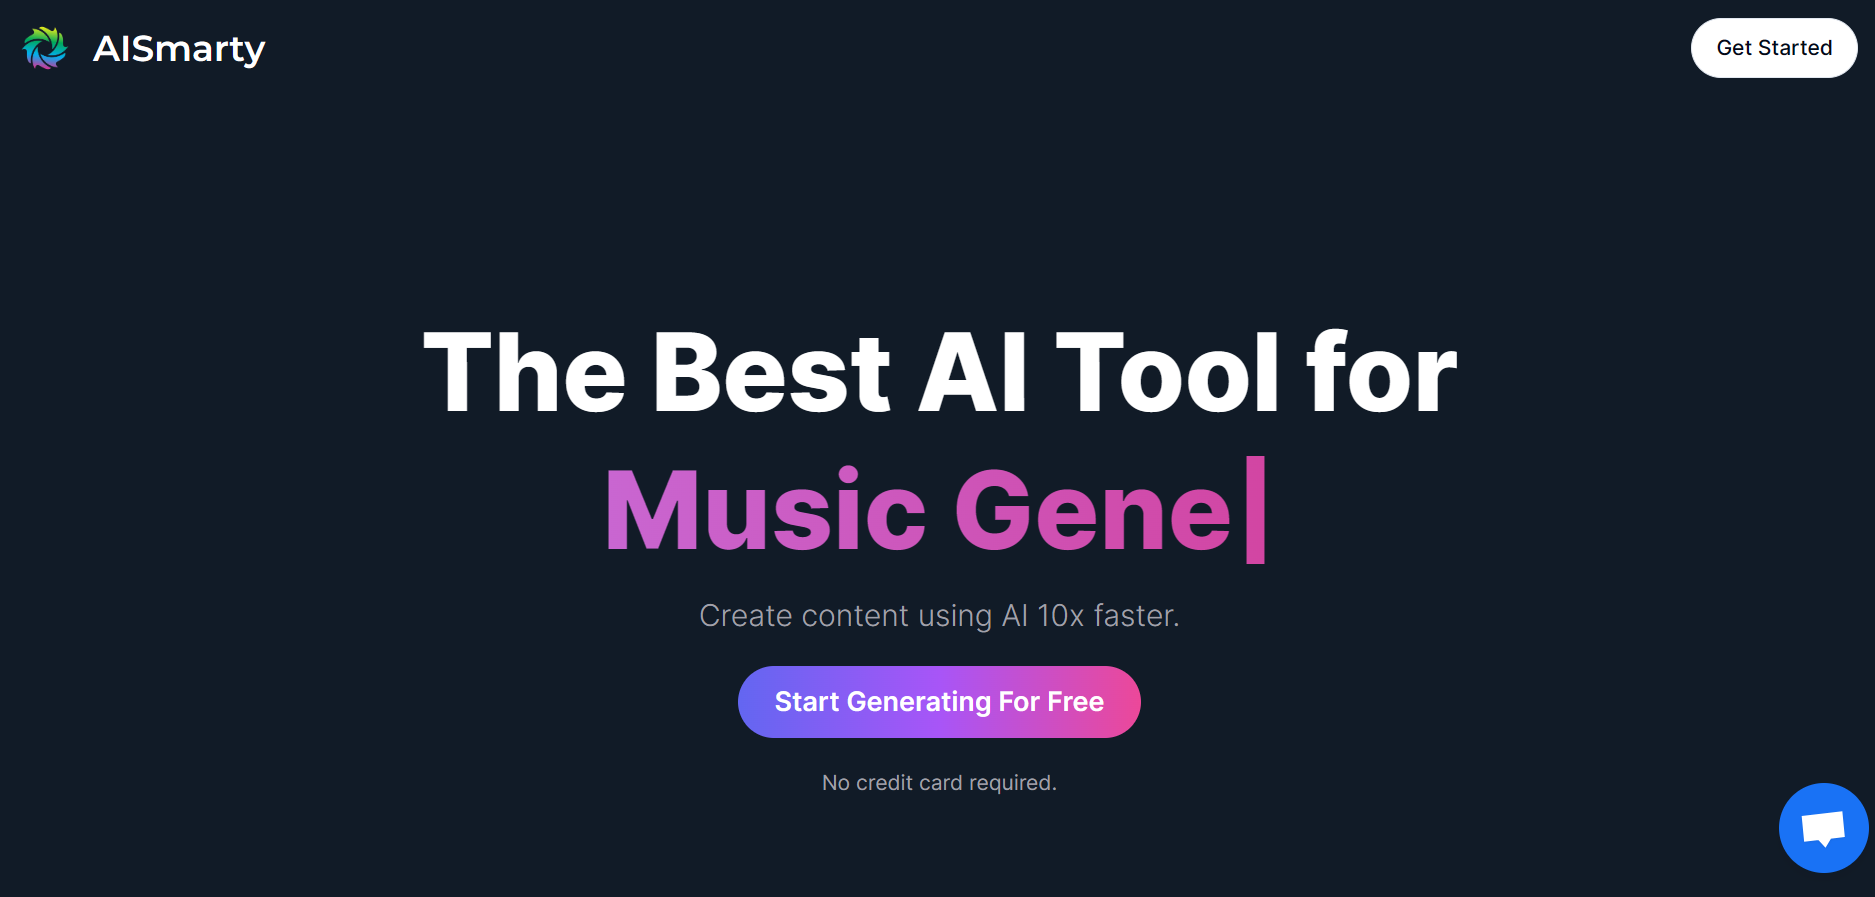 AISmarty
Get Started
The Best AI Tool for
Music Gene|
Create content using AI 10x faster.
Start Generating For Free
No credit card required.